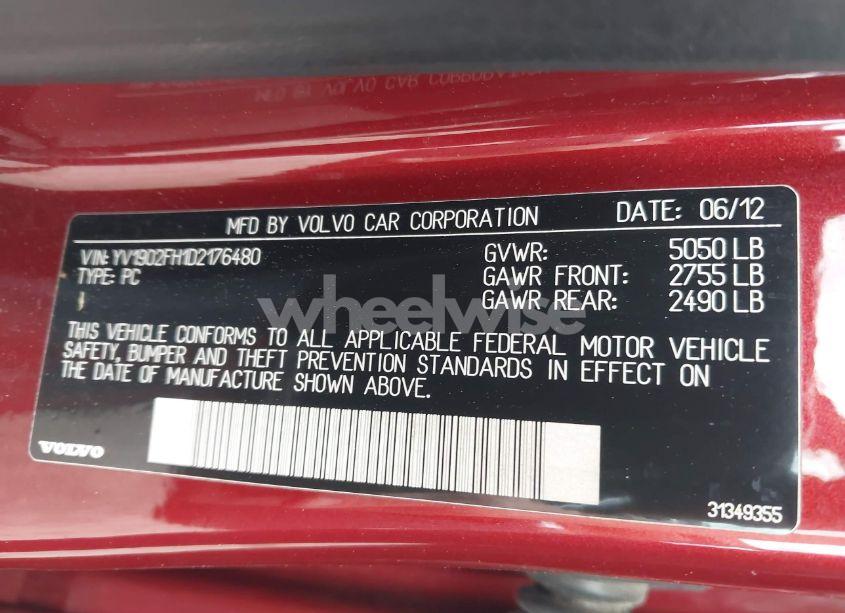 MFD BY VOLVO CAR CORPORATION DATE: 06/12
VIN: YV1902FH1D2176480 GVWR: 5050 LB
TYPE: PC GAWR FRONT: 2755 LB
GAWR REAR: 2490 LB
wheelwise
THIS VEHICLE CONFORMS TO ALL APPLICABLE FEDERAL MOTOR VEHICLE
SAFETY, BUMPER AND THEFT PREVENTION STANDARDS IN EFFECT ON
THE DATE OF MANUFACTURE SHOWN ABOVE.
VOLVO
31349355